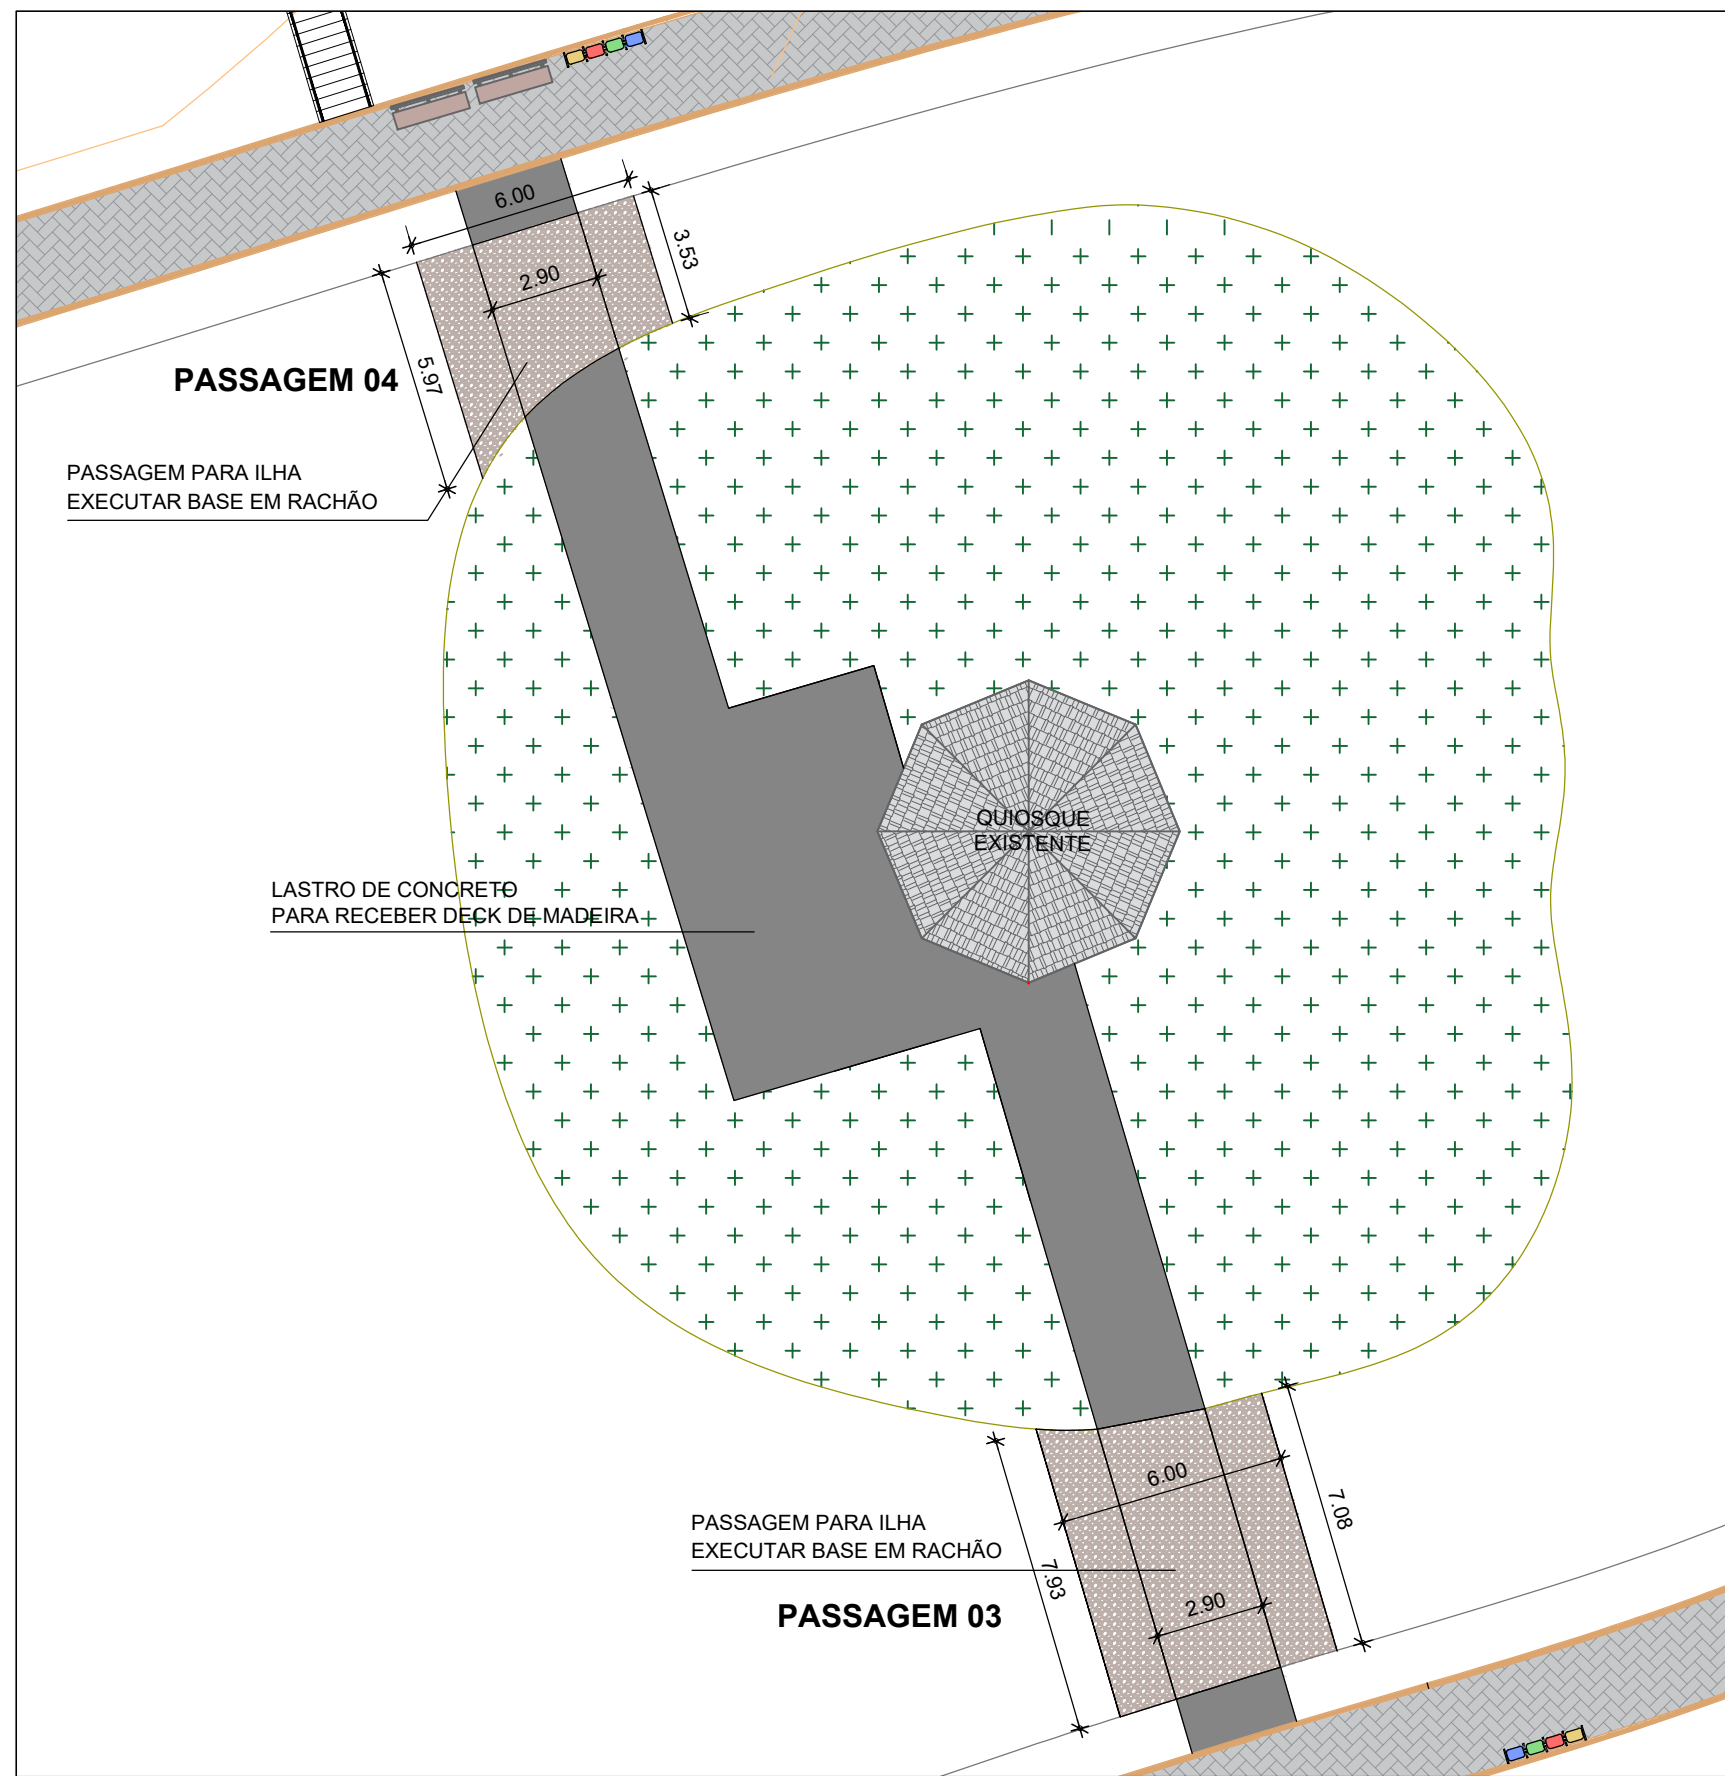 6.00
3.53
2.90
5.97
PASSAGEM 04
PASSAGEM PARA ILHA
EXECUTAR BASE EM RACHÃO
QUIOSQUE
EXISTENTE
LASTRO DE CONCRETO
PARA RECEBER DECK DE MADEIRA
6.00
7.08
PASSAGEM PARA ILHA
EXECUTAR BASE EM RACHÃO
7.93
2.90
PASSAGEM 03